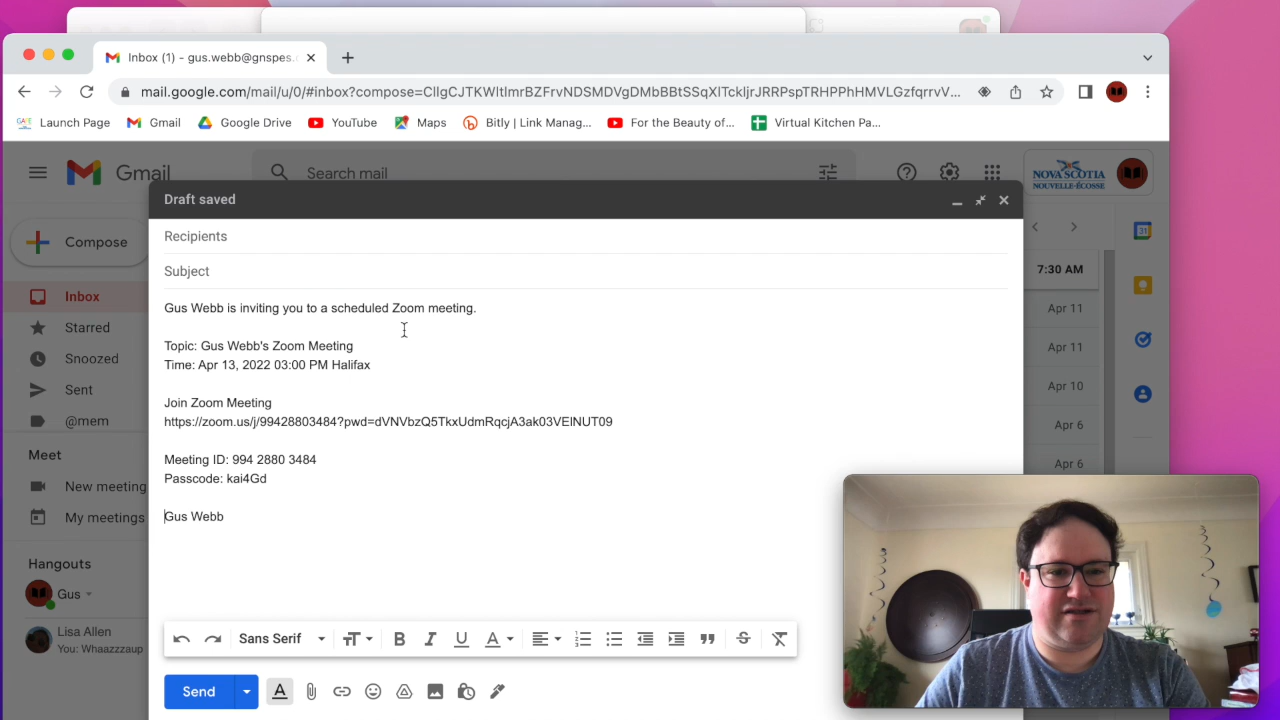 Inbox (1) - gus.webb@gnspes.c
mail.google.com/mail/u/0/#inbox?compose=
Launch Page
Gmail
Google Drive
YouTube
Maps
Bitly | Link Manag...
For the Beauty of...
Virtual Kitchen Pa...
Gmail
Search mail
NOVA SCOTIA
NOUVELLE-ÉCOSSE
Compose
Inbox
Starred
Snoozed
Sent
@mem
Meet
New meeting
My meetings
Hangouts
Gus
Lisa Allen
You: Whaazzzaup
Draft saved
Recipients
Subject
Gus Webb is inviting you to a scheduled Zoom meeting.
Topic: Gus Webb's Zoom Meeting
Time: Apr 13, 2022 03:00 PM Halifax
Join Zoom Meeting
https://zoom.us/j/99428803484?pwd=dVNVbzQ5TkxUdmRqcjA3ak03VElNUT09
Meeting ID: 994 2880 3484
Passcode: kai4Gd
Gus Webb
Sans Serif
Send
7:30 AM
Apr 11
Apr 11
Apr 10
Apr 6
Apr 6
31